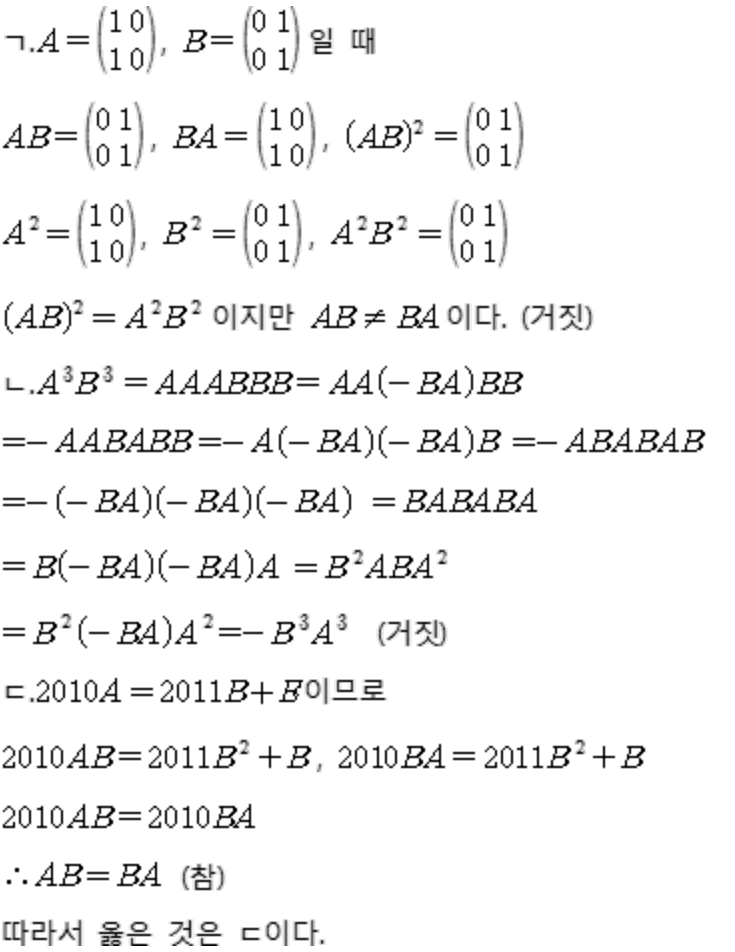 ㄱ.A = (1 0 / 1 0), B = (0 1 / 0 1) 일 때
AB = (0 1 / 0 1), BA = (1 0 / 1 0), (AB)² = (0 1 / 0 1)
A² = (1 0 / 1 0), B² = (0 1 / 0 1), A²B² = (0 1 / 0 1)
(AB)² = A²B² 이지만 AB ≠ BA 이다. (거짓)
ㄴ.A³B³ = AAABBB = AA(−BA)BB
=−AABABB =−A(−BA)(−BA)B =−ABABAB
=−(−BA)(−BA)(−BA) = BABABA
= B(−BA)(−BA)A = B²ABA²
= B²(−BA)A² =−B³A³ (거짓)
ㄷ.2010A = 2011B+E이므로
2010AB = 2011B² + B, 2010BA = 2011B² + B
2010AB = 2010BA
∴ AB = BA (참)
따라서 옳은 것은 ㄷ이다.